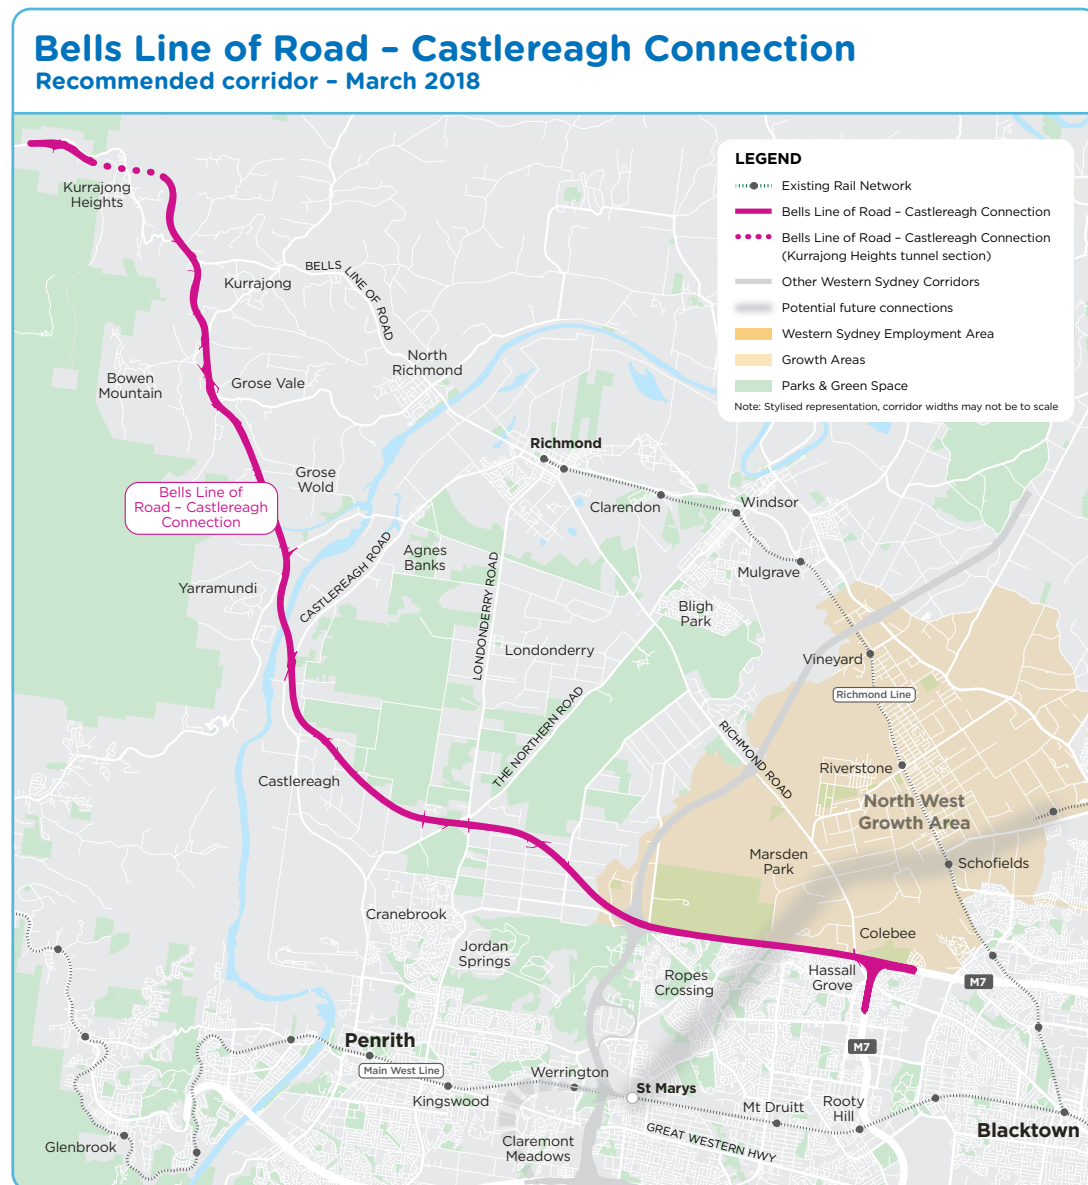 Bells Line of Road – Castlereagh Connection
Recommended corridor – March 2018
LEGEND
Existing Rail Network
Bells Line of Road – Castlereagh Connection
Bells Line of Road – Castlereagh Connection
(Kurrajong Heights tunnel section)
Other Western Sydney Corridors
Potential future connections
Western Sydney Employment Area
Growth Areas
Parks & Green Space
Note: Stylised representation, corridor widths may not be to scale
Kurrajong
Heights
Kurrajong
BELLS LINE OF ROAD
North
Richmond
Bowen
Mountain
Grose Vale
Richmond
Grose
Wold
Bells Line of
Road – Castlereagh
Connection
Clarendon
Windsor
CASTLEREAGH ROAD
Agnes
Banks
LONDONDERRY ROAD
Mulgrave
Yarramundi
Bligh
Park
Londonderry
Vineyard
Richmond Line
THE NORTHERN ROAD
RICHMOND ROAD
Castlereagh
Riverstone
North West
Growth Area
Marsden
Park
Schofields
Cranebrook
Colebee
Jordan
Springs
Ropes
Crossing
Hassall
Grove
M7
Penrith
M7
Main West Line
Werrington
Kingswood
St Marys
Mt Druitt
Rooty
Hill
Blacktown
Glenbrook
Claremont
Meadows
GREAT WESTERN HWY